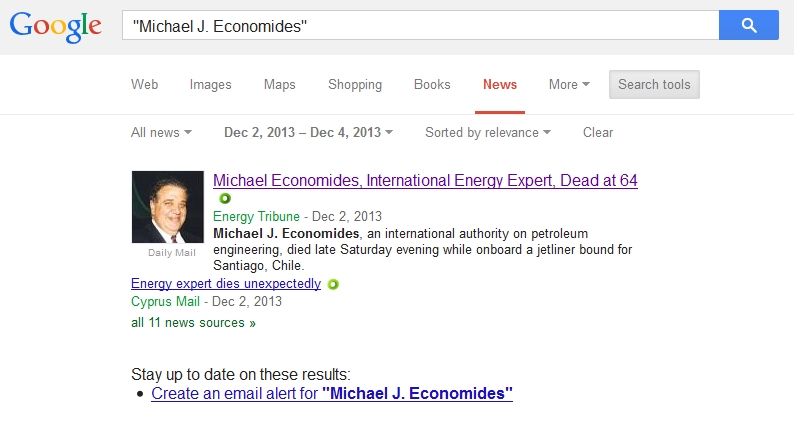 Google "Michael J. Economides"
Web Images Maps Shopping Books News More Search tools
All news Dec 2, 2013 – Dec 4, 2013 Sorted by relevance Clear
Michael Economides, International Energy Expert, Dead at 64
Energy Tribune - Dec 2, 2013
Michael J. Economides, an international authority on petroleum
engineering, died late Saturday evening while onboard a jetliner bound for
Santiago, Chile.
Daily Mail
Energy expert dies unexpectedly
Cyprus Mail - Dec 2, 2013
all 11 news sources »
Stay up to date on these results:
• Create an email alert for "Michael J. Economides"